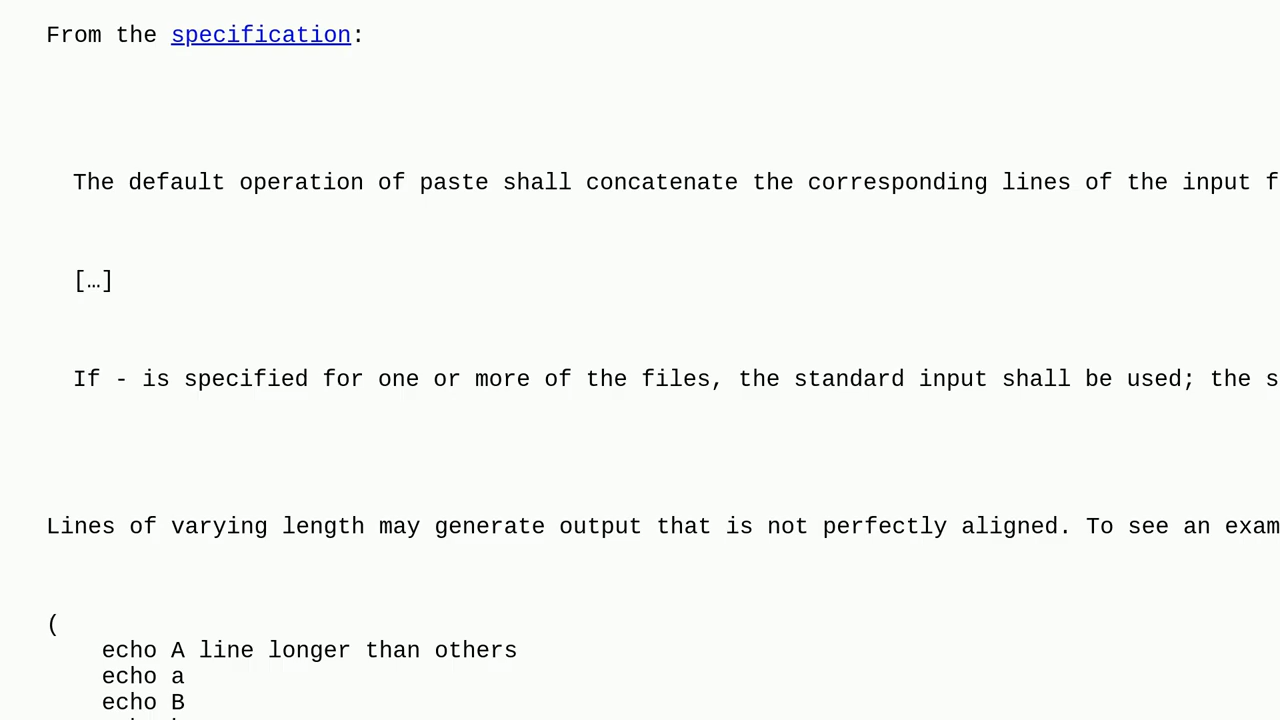 From the specification:
The default operation of paste shall concatenate the corresponding lines of the input
[…]
If - is specified for one or more of the files, the standard input shall be used; the
Lines of varying length may generate output that is not perfectly aligned. To see an
(
echo A line longer than others
echo a
echo B